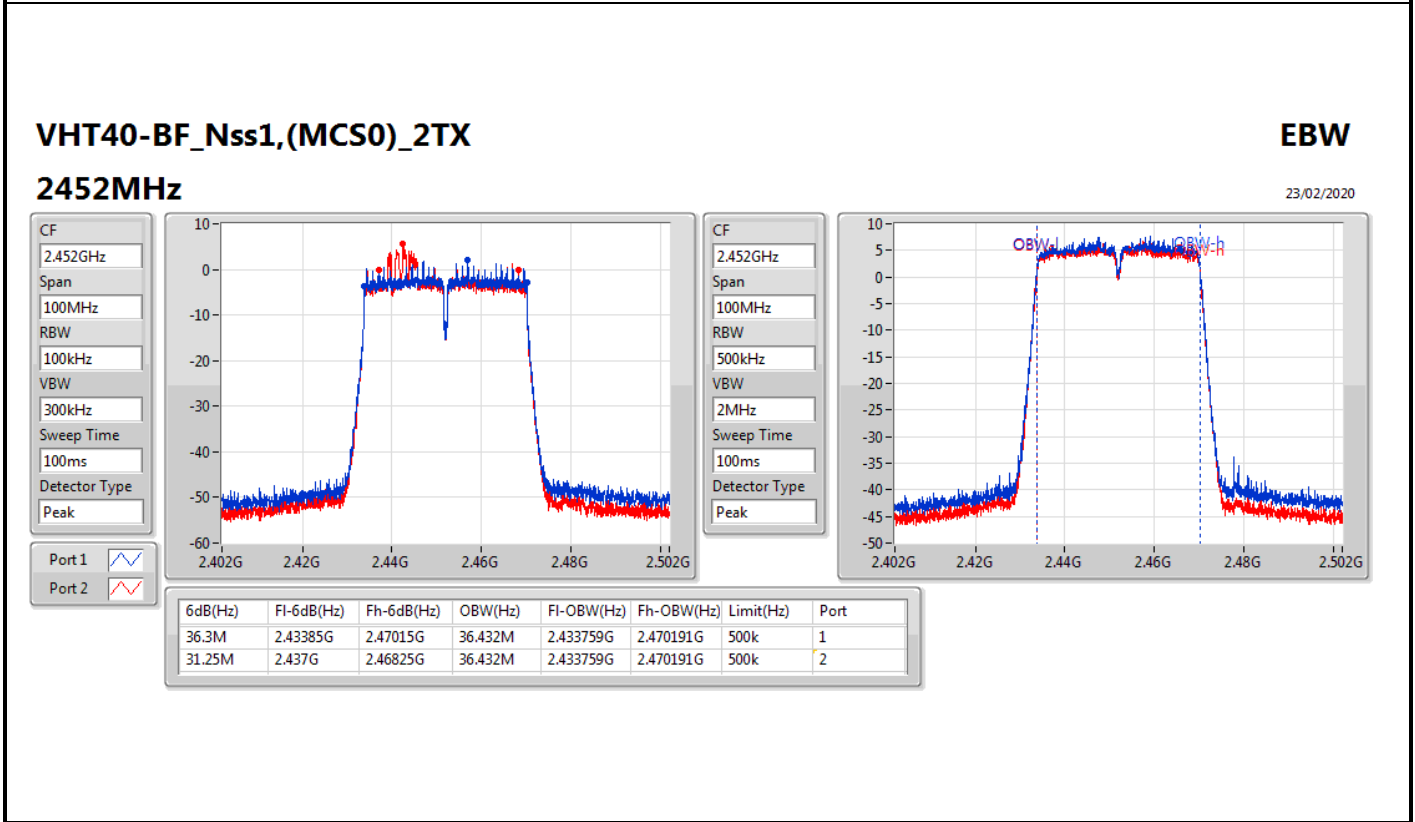 VHT40-BF_Nss1,(MCS0)_2TX
EBW
2452MHz
23/02/2020
CF
2.452GHz
Span
100MHz
RBW
100kHz
VBW
300kHz
Sweep Time
100ms
Detector Type
Peak
Port 1
Port 2
10
0
-10
-20
-30
-40
-50
-60
2.402G 2.42G 2.44G 2.46G 2.48G 2.502G
CF
2.452GHz
Span
100MHz
RBW
500kHz
VBW
2MHz
Sweep Time
100ms
Detector Type
Peak
10
5
0
-5
-10
-15
-20
-25
-30
-35
-40
-45
-50
OBW-l OBW-h
OBW-h
2.402G 2.42G 2.44G 2.46G 2.48G 2.502G
6dB(Hz) Fl-6dB(Hz) Fh-6dB(Hz) OBW(Hz) Fl-OBW(Hz) Fh-OBW(Hz) Limit(Hz) Port
36.3M 2.43385G 2.47015G 36.432M 2.433759G 2.470191G 500k 1
31.25M 2.437G 2.46825G 36.432M 2.433759G 2.470191G 500k 2